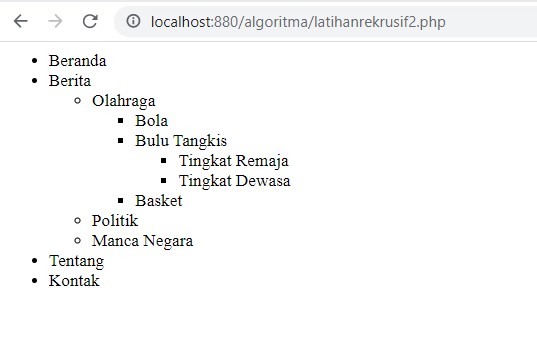 localhost:880/algoritma/latihanrekrusif2.php
Beranda
Berita
Olahraga
Bola
Bulu Tangkis
Tingkat Remaja
Tingkat Dewasa
Basket
Politik
Manca Negara
Tentang
Kontak